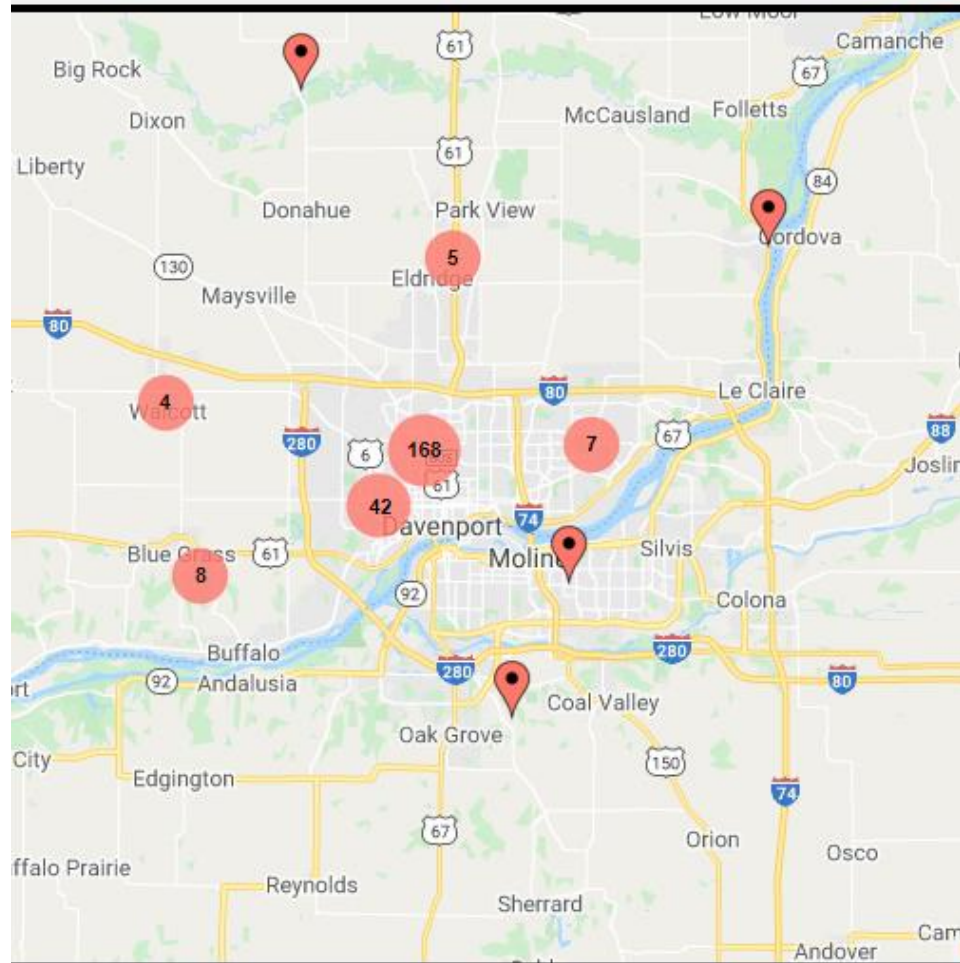 Low Moor
Camanche
61
Big Rock
67
McCausland
Folletts
Dixon
61
Liberty
84
Donahue
Park View
Cordova
5
130
Eldridge
Maysville
80
4
Walcott
80
Le Claire
280
6
168
7
67
88
Joslin
61
42
Davenport
74
Moline
Silvis
Blue Grass
61
8
92
Colona
Buffalo
280
280
92
Andalusia
80
Coal Valley
Oak Grove
City
Edgington
150
74
67
Orion
Osco
ffalo Prairie
Reynolds
Sherrard
Cam
Andover